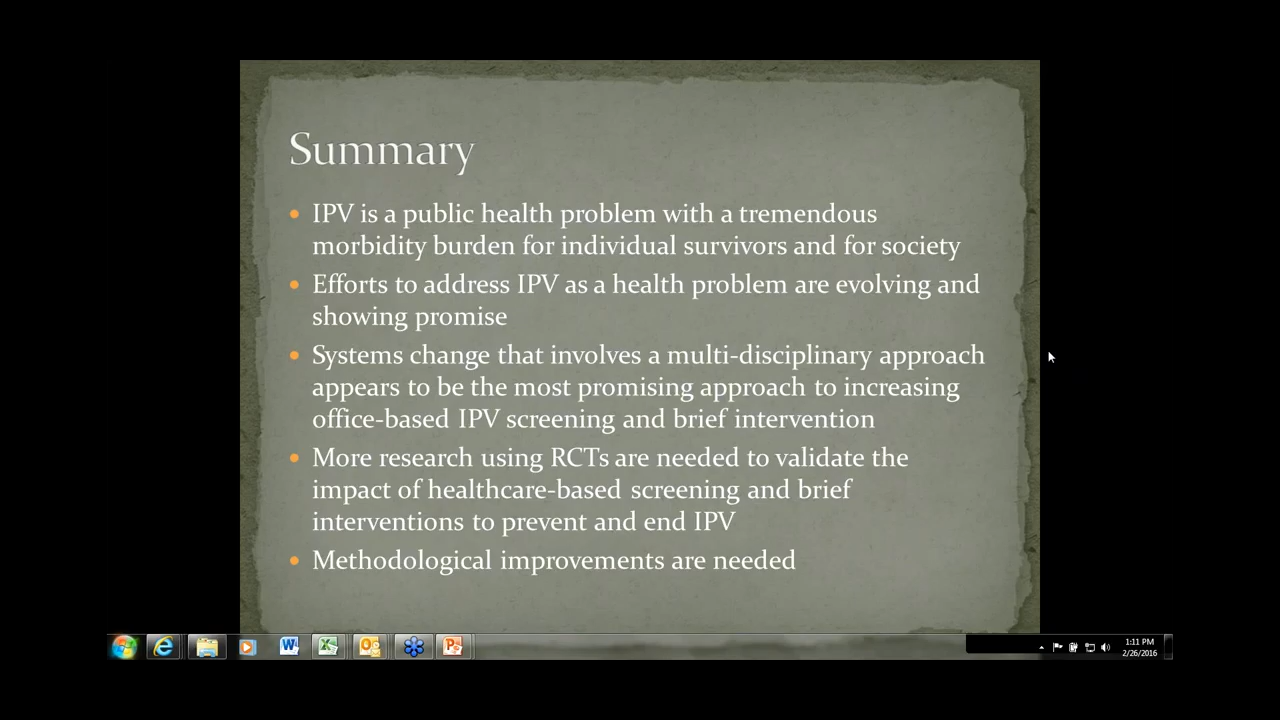 Summary
• IPV is a public health problem with a tremendous
morbidity burden for individual survivors and for society
• Efforts to address IPV as a health problem are evolving and
showing promise
• Systems change that involves a multi-disciplinary approach
appears to be the most promising approach to increasing
office-based IPV screening and brief intervention
• More research using RCTs are needed to validate the
impact of healthcare-based screening and brief
interventions to prevent and end IPV
• Methodological improvements are needed
1:11 PM
2/26/2016